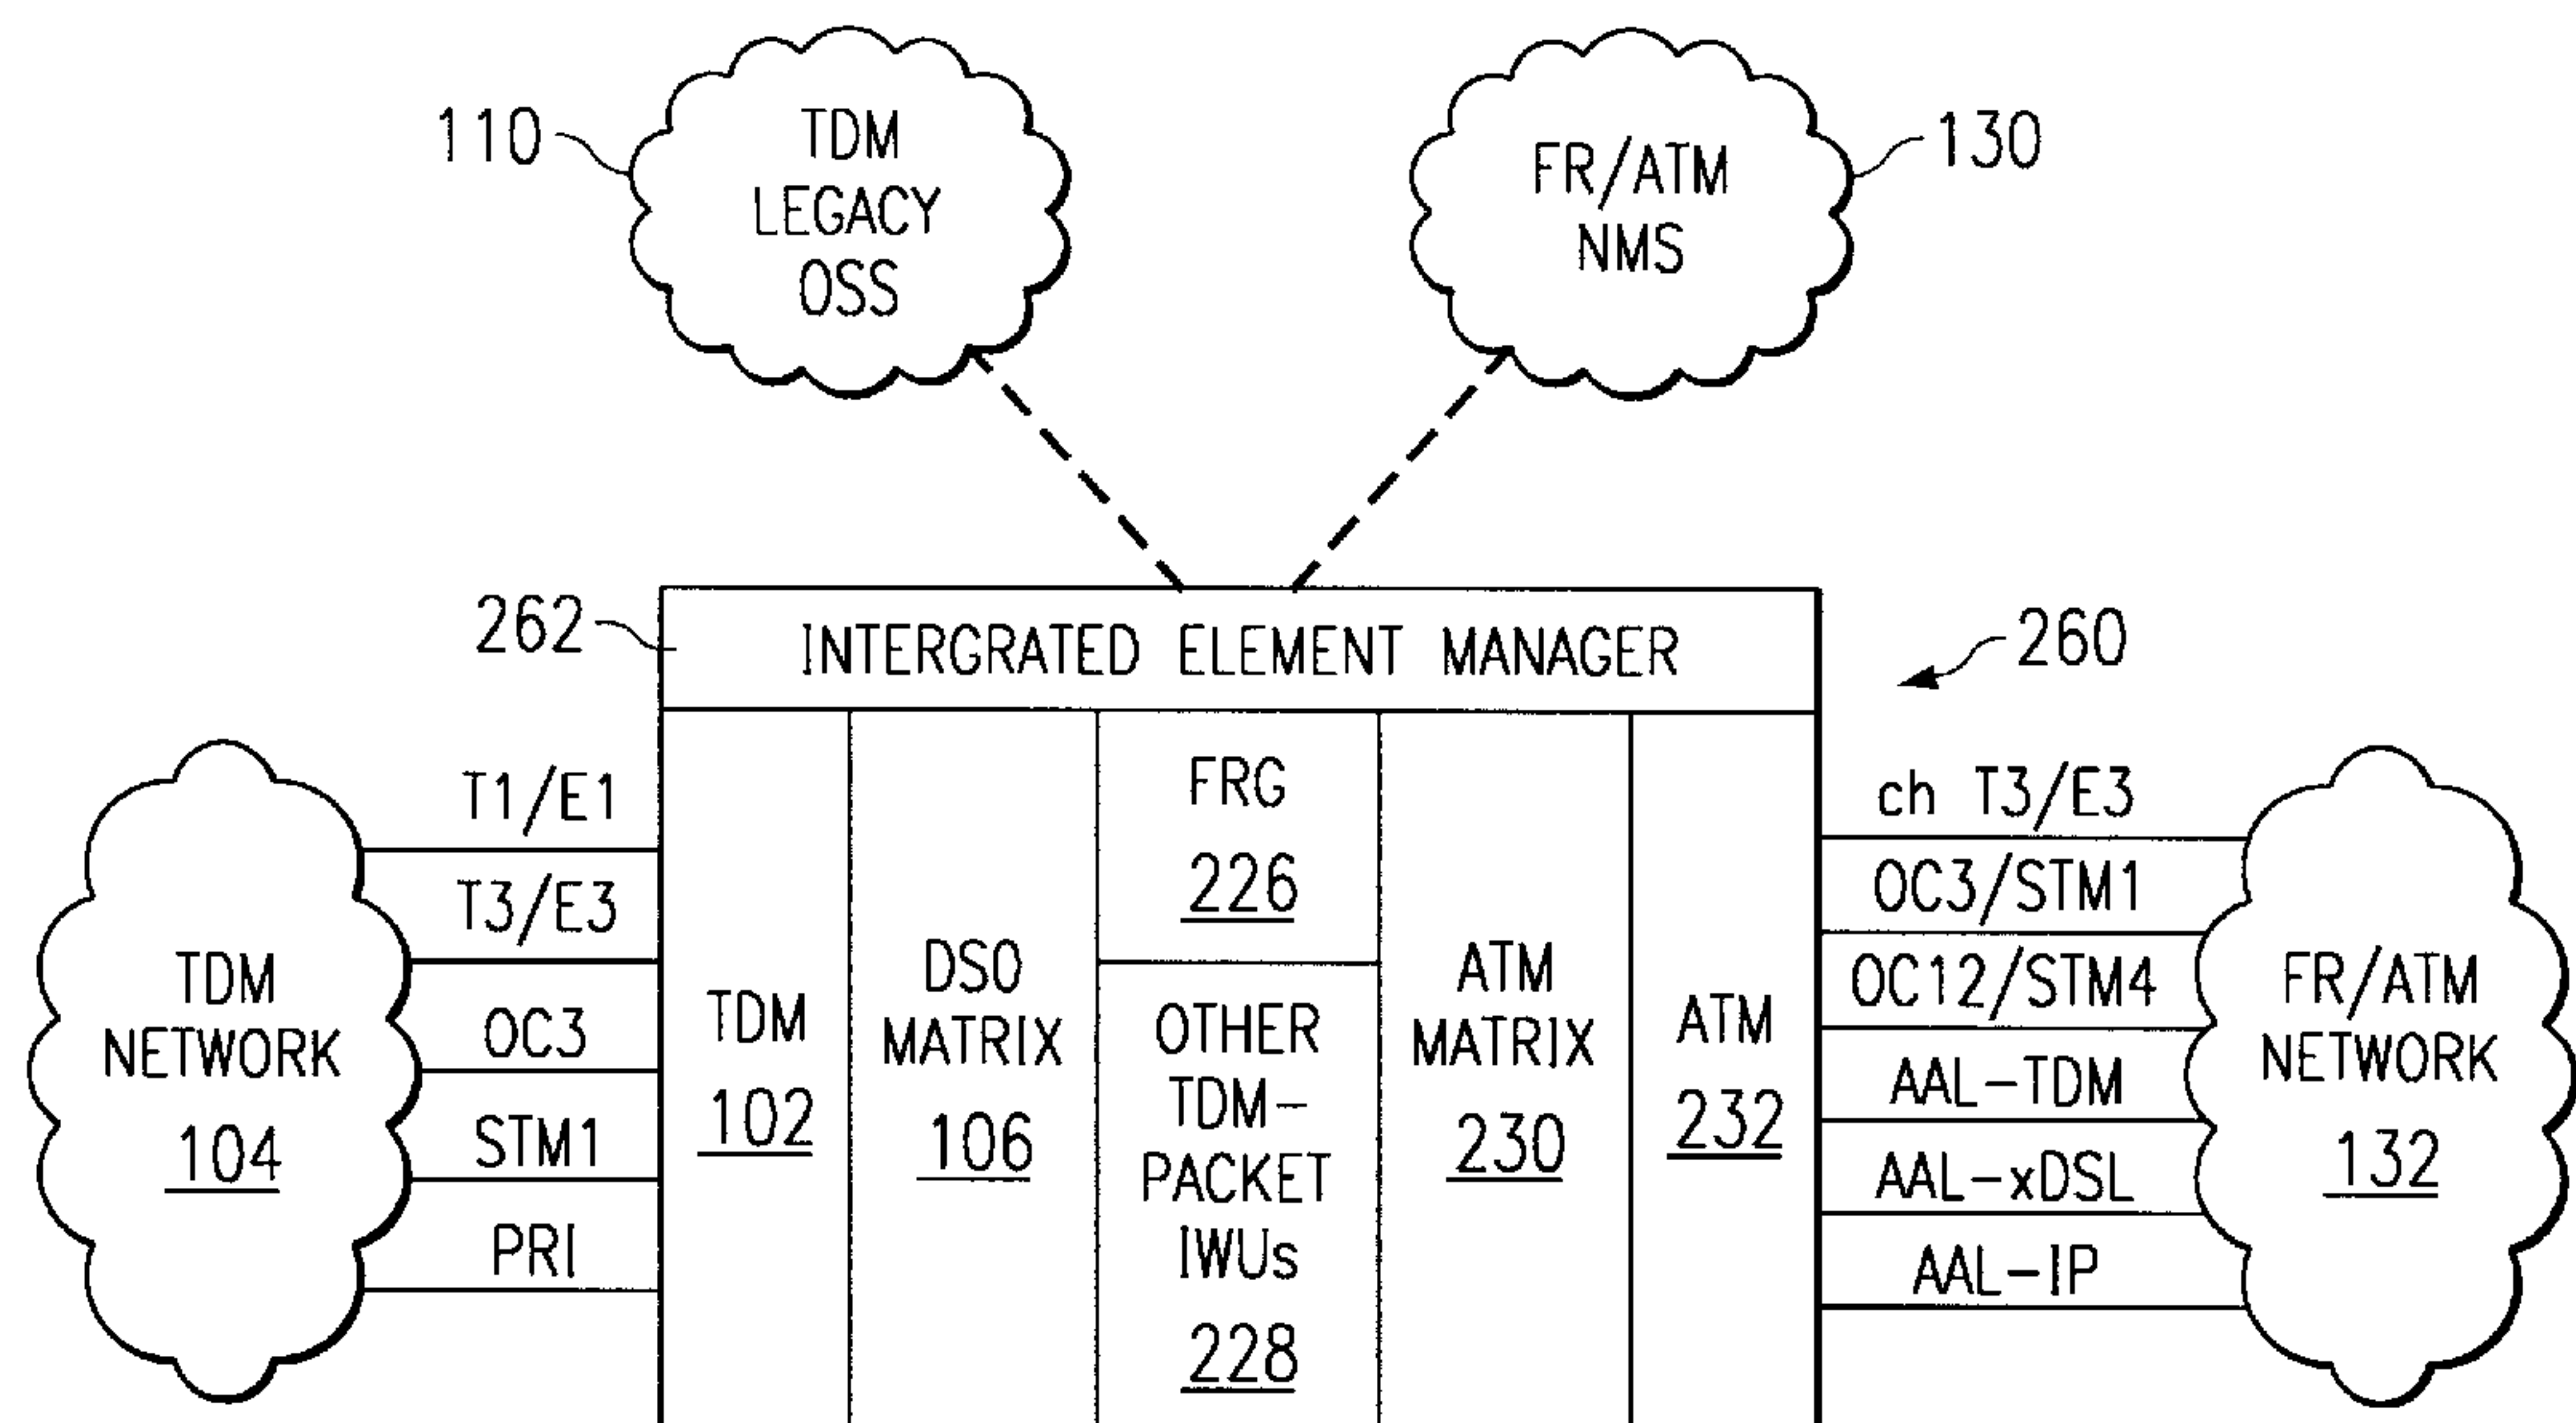 110
TDM
LEGACY
OSS
FR/ATM
NMS
130
262
INTERGRATED ELEMENT MANAGER
260
TDM
NETWORK
104
T1/E1
T3/E3
OC3
STM1
PRI
TDM
102
DS0
MATRIX
106
FRG
226
OTHER
TDM-
PACKET
IWUs
228
ATM
MATRIX
230
ATM
232
ch T3/E3
OC3/STM1
OC12/STM4
AAL-TDM
AAL-xDSL
AAL-IP
FR/ATM
NETWORK
132